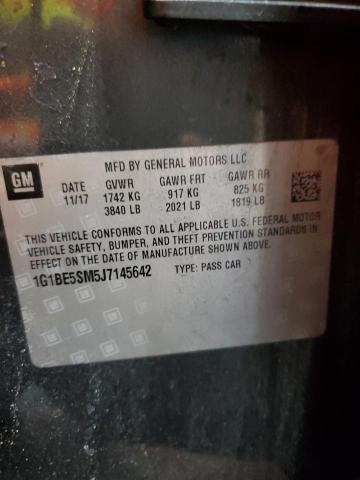 MFD BY GENERAL MOTORS LLC
GM
DATE GVWR GAWR FRT GAWR RR
11/17 1742 KG 917 KG 825 KG
3840 LB 2021 LB 1819 LB
THIS VEHICLE CONFORMS TO ALL APPLICABLE U.S. FEDERAL MOTOR
VEHICLE SAFETY, BUMPER, AND THEFT PREVENTION STANDARDS IN
EFFECT ON THE DATE OF MANUFACTURE SHOWN ABOVE.
1G1BE5SM5J7145642 TYPE: PASS CAR